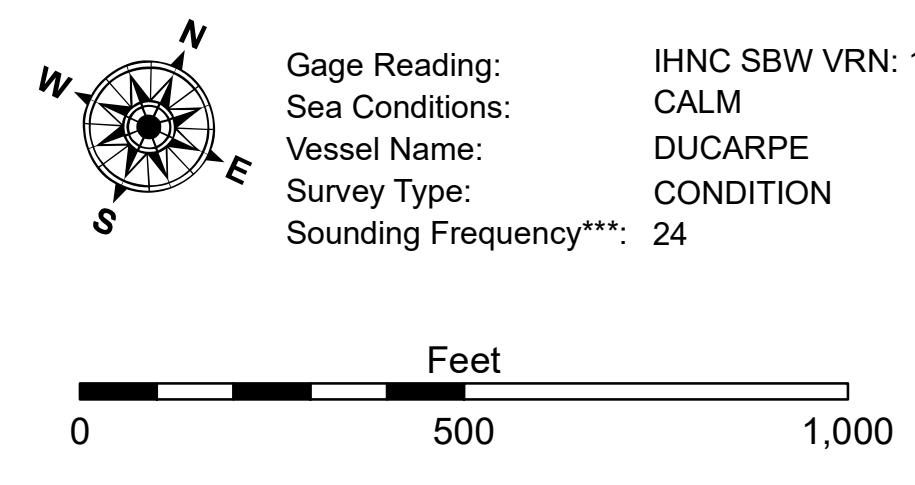 N
W
E
S
Gage Reading: IHNC SBW VRN: 1
Sea Conditions: CALM
Vessel Name: DUCARPE
Survey Type: CONDITION
Sounding Frequency***: 24
Feet
0 500 1,000